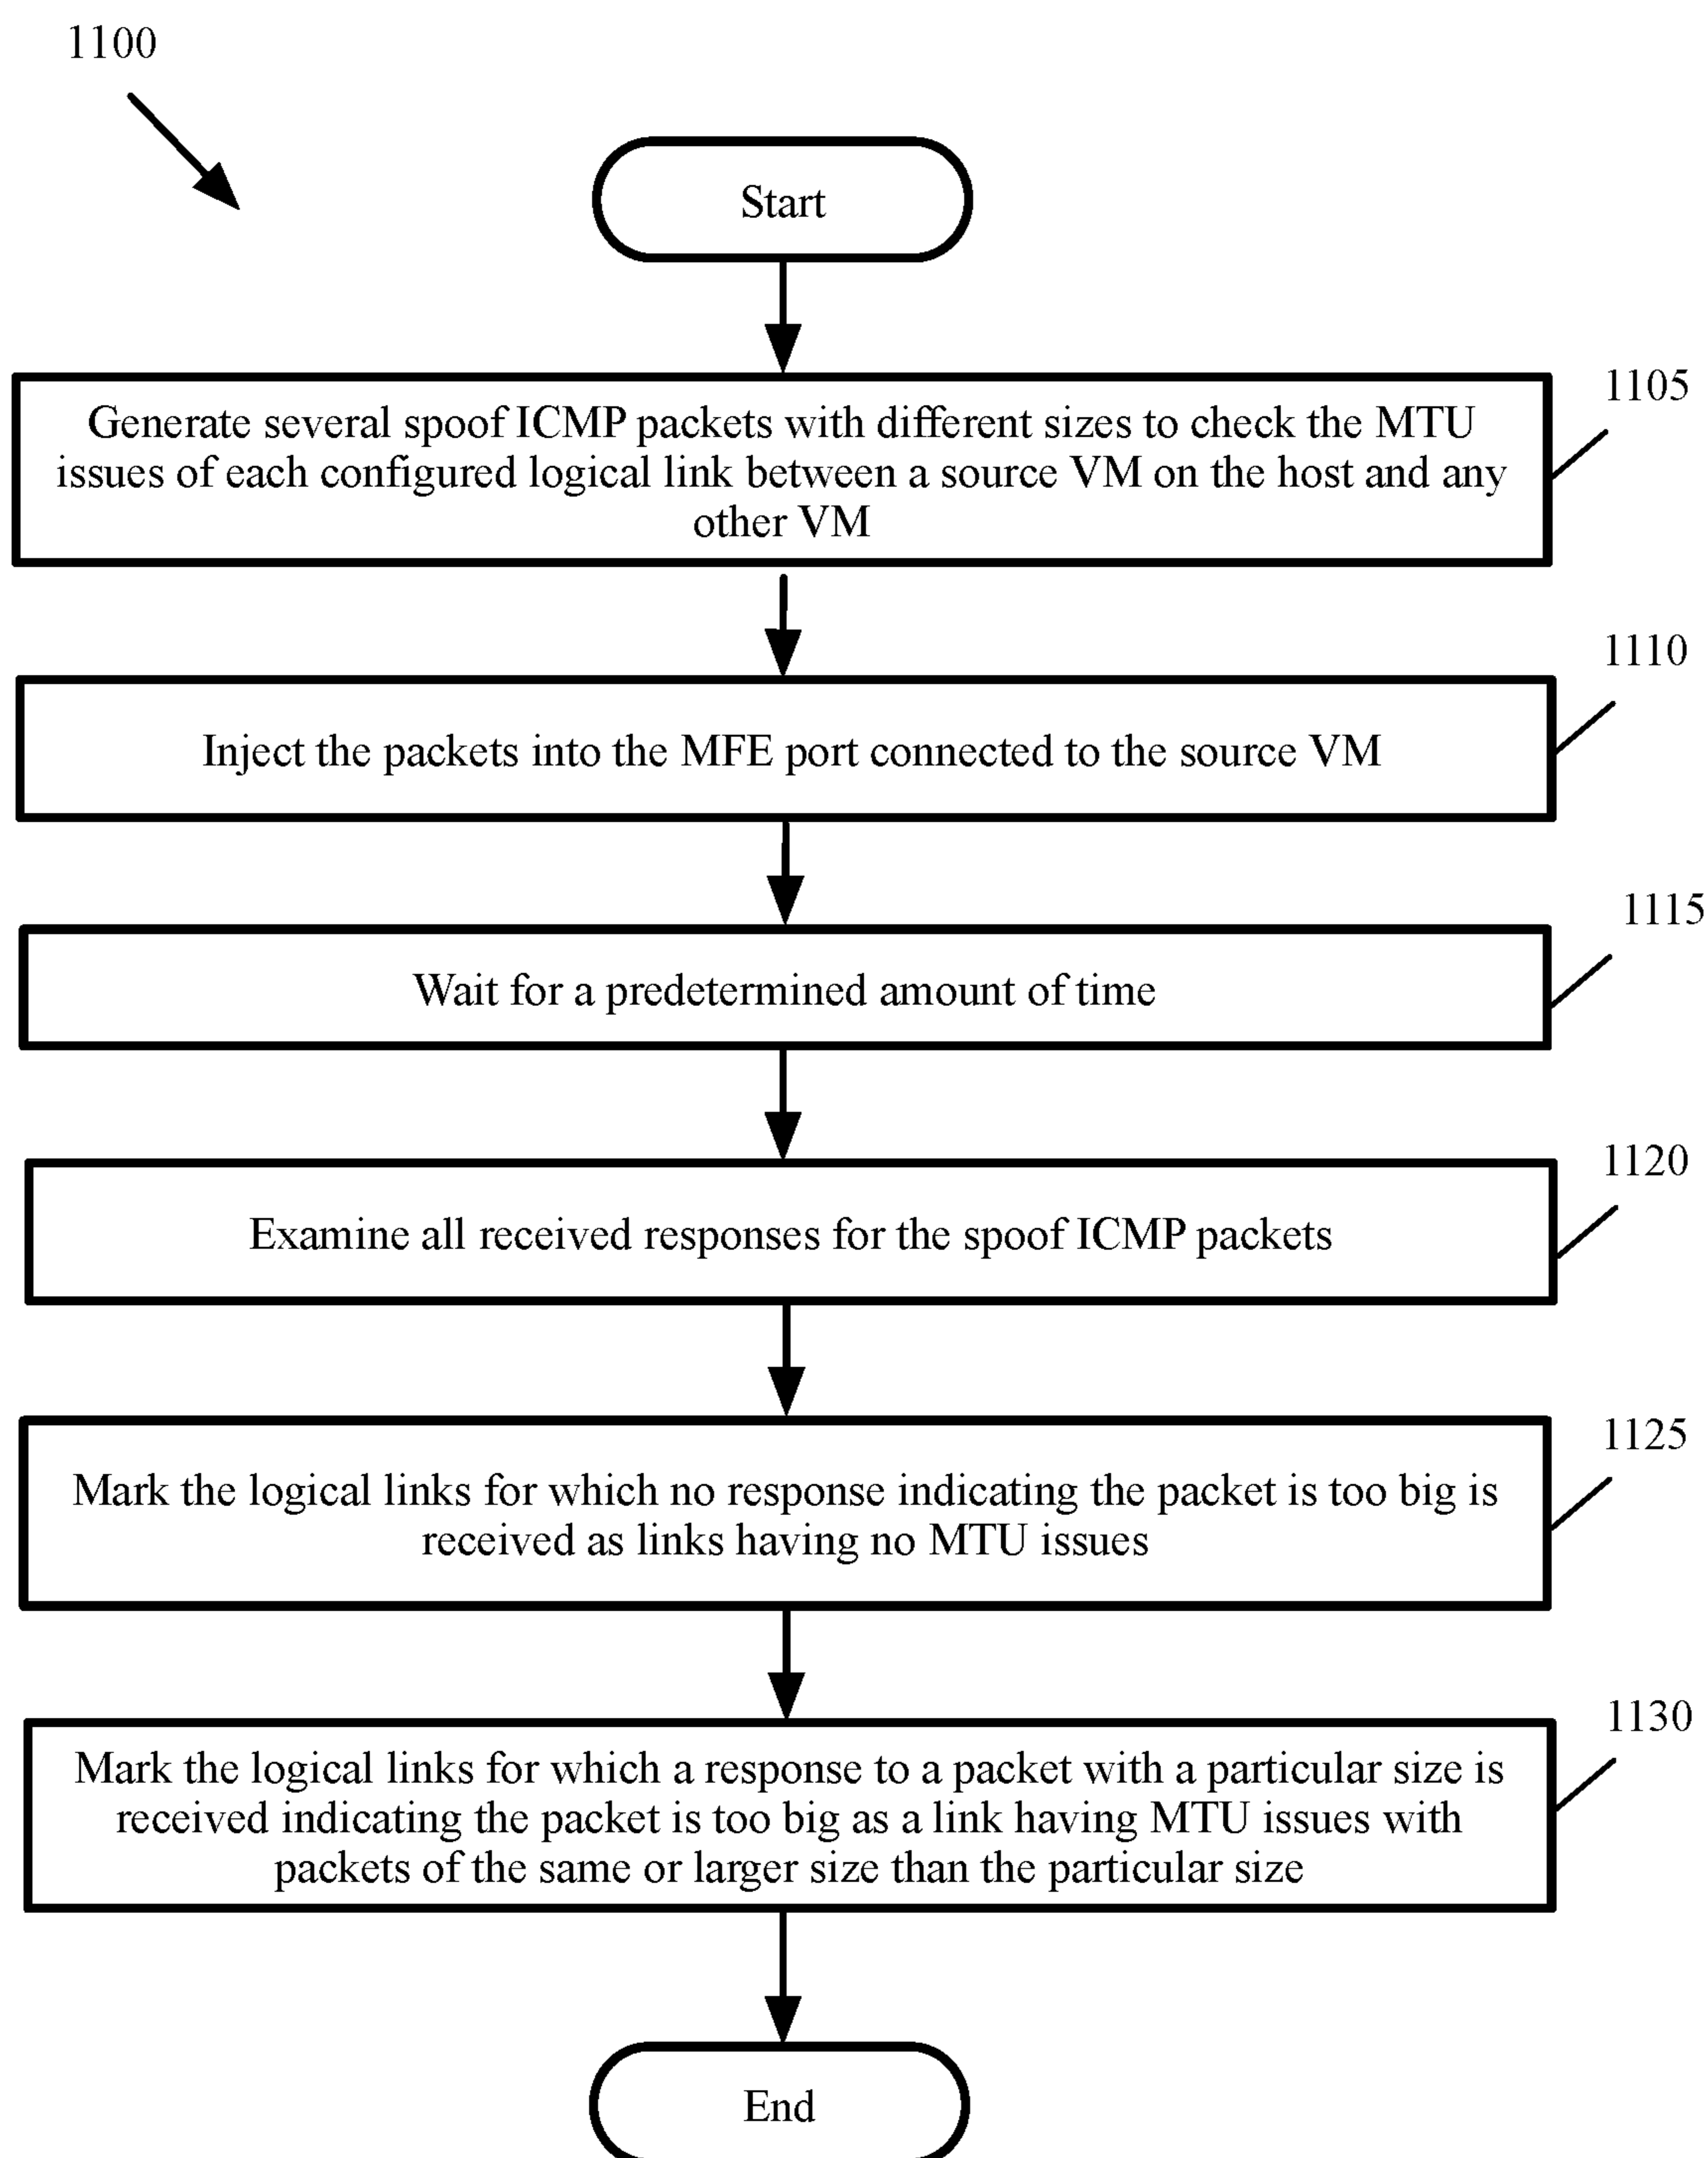 1100
Start
1105
Generate several spoof ICMP packets with different sizes to check the MTU
issues of each configured logical link between a source VM on the host and any
other VM
1110
Inject the packets into the MFE port connected to the source VM
1115
Wait for a predetermined amount of time
1120
Examine all received responses for the spoof ICMP packets
1125
Mark the logical links for which no response indicating the packet is too big is
received as links having no MTU issues
1130
Mark the logical links for which a response to a packet with a particular size is
received indicating the packet is too big as a link having MTU issues with
packets of the same or larger size than the particular size
End